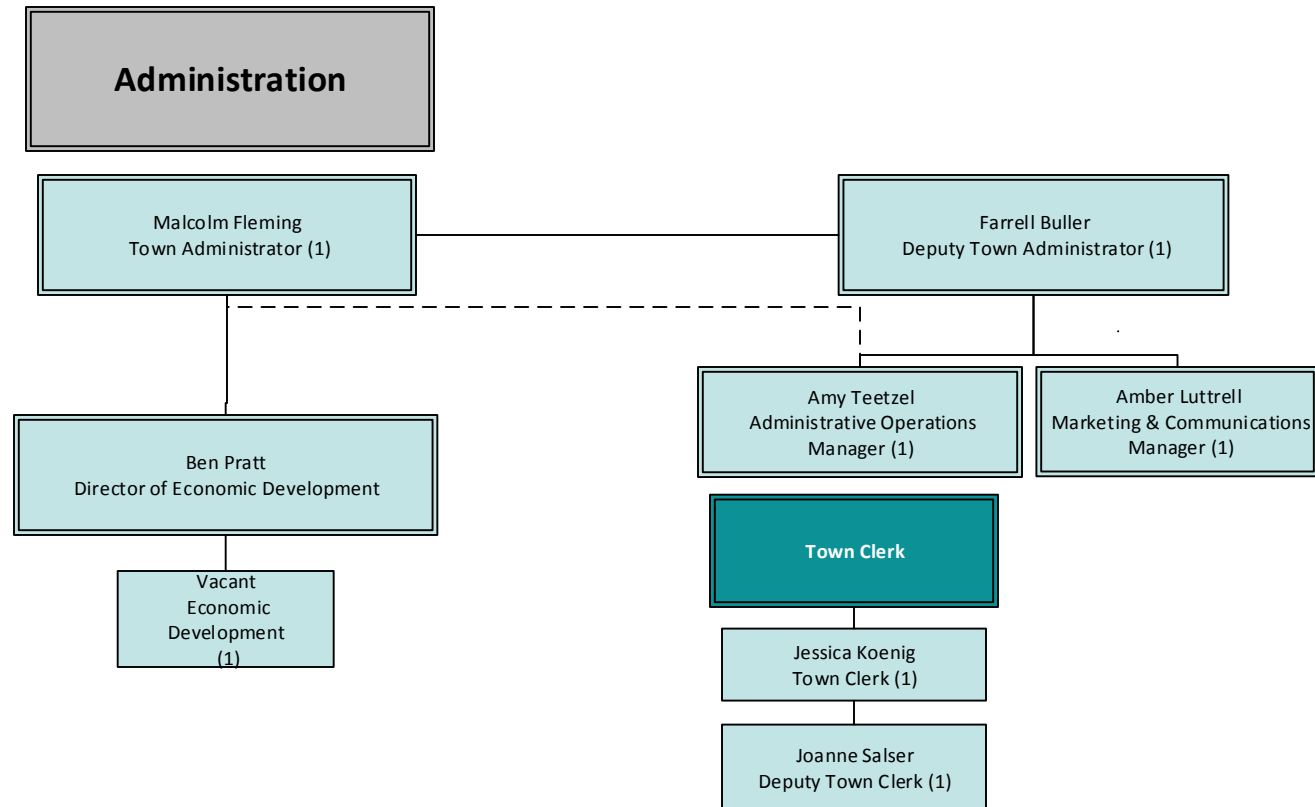 Administration
Malcolm Fleming
Town Administrator (1)
Farrell Buller
Deputy Town Administrator (1)
Amy Teetzel
Administrative Operations
Manager (1)
Amber Luttrell
Marketing & Communications
Manager (1)
Ben Pratt
Director of Economic Development
Vacant
Economic
Development
(1)
Town Clerk
Jessica Koenig
Town Clerk (1)
Joanne Salser
Deputy Town Clerk (1)